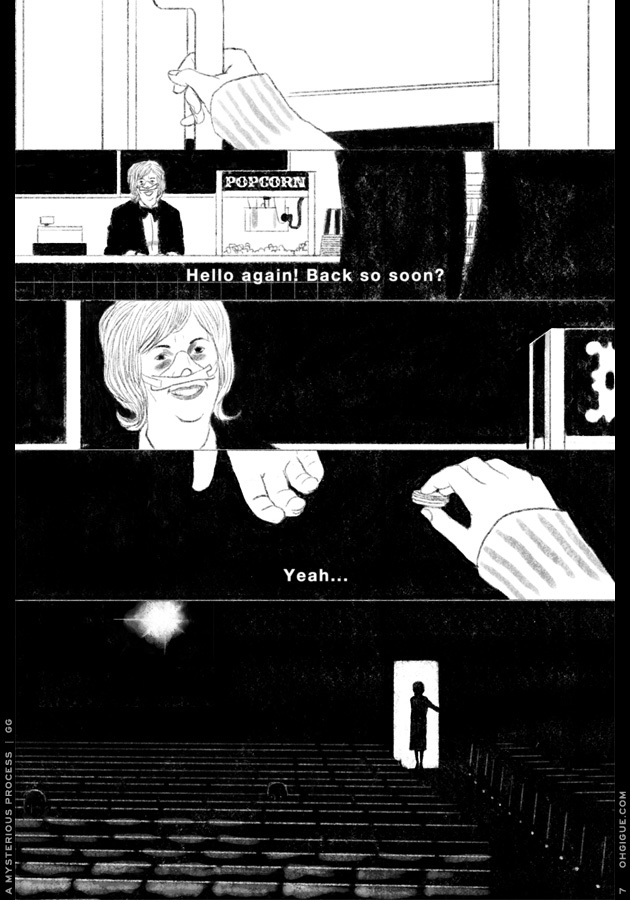 POPCORN
Hello again! Back so soon?
Yeah...
A MYSTERIOUS PROCESS | GG
7
OHGIGUE.COM